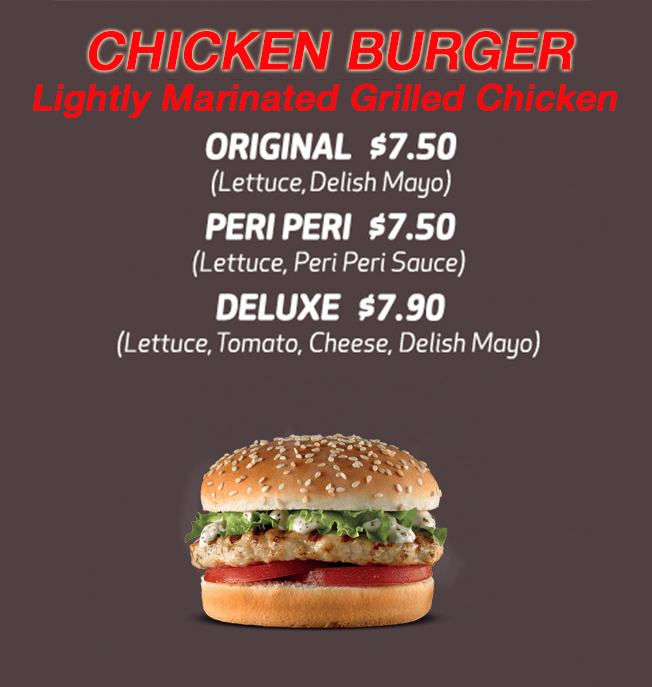 CHICKEN BURGER
Lightly Marinated Grilled Chicken
ORIGINAL $7.50
(Lettuce, Delish Mayo)
PERI PERI $7.50
(Lettuce, Peri Peri Sauce)
DELUXE $7.90
(Lettuce, Tomato, Cheese, Delish Mayo)